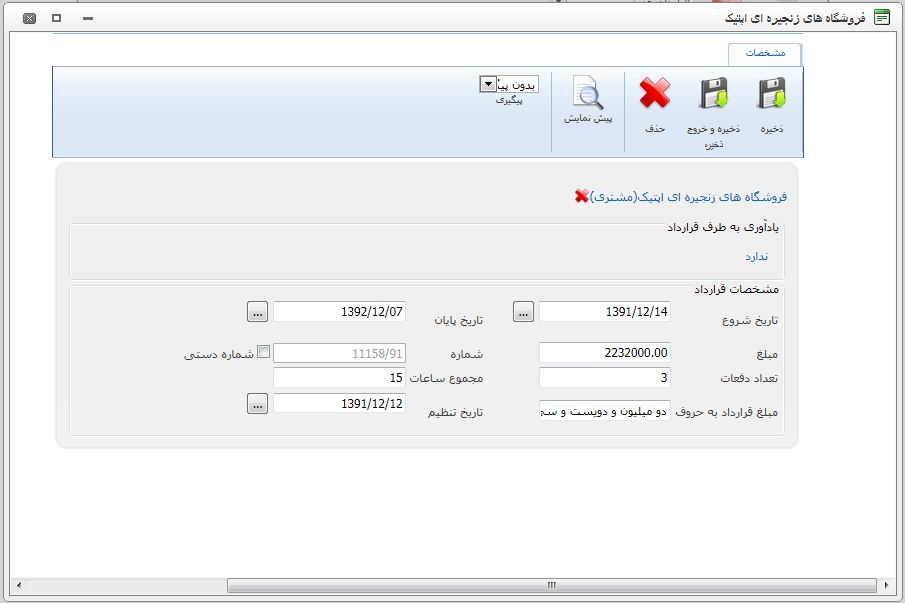 فروشگاه های زنجیره ای اپتیک
مشخصات
ذخیره
ذخیره و خروج
ذخیره
حذف
پیش نمایش
بدون پی
پیگیری
فروشگاه های زنجیره ای اپتیک(مشتری)
یادآوری به طرف قرارداد
ندارد
مشخصات قرارداد
تاریخ شروع 1391/12/14 ... تاریخ پایان 1392/12/07 ...
مبلغ 2232000.00 شماره 11158/91 شماره دستی
تعداد دفعات 3 مجموع ساعات 15
مبلغ قرارداد به حروف دو میلیون و دویست و سی تاریخ تنظیم 1391/12/12 ...